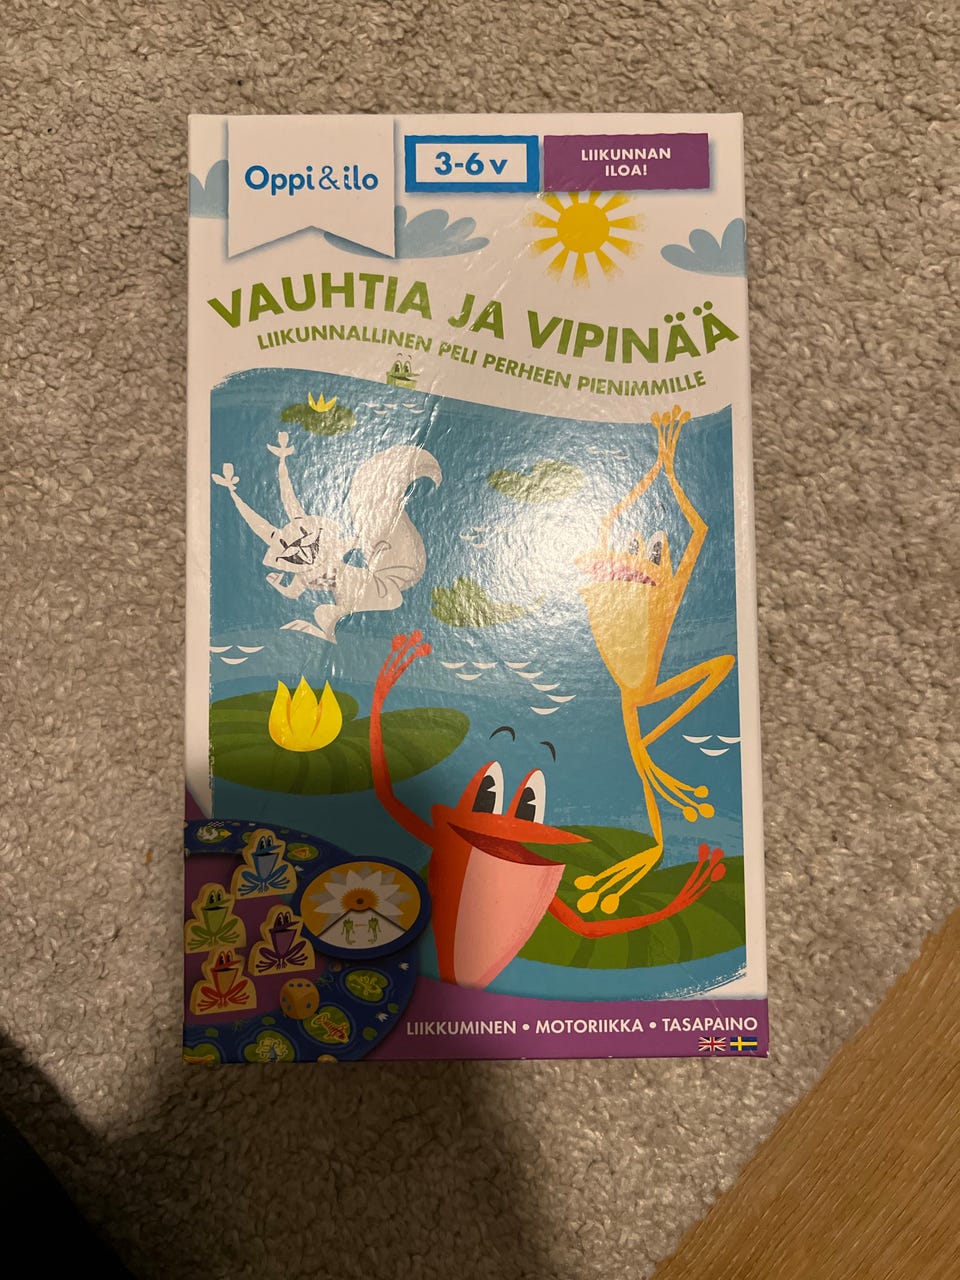 Oppi&ilo
3-6 v
LIIKUNNAN
ILOA!
VAUHTIA JA VIPINÄÄ
LIIKUNNALLINEN PELI PERHEEN PIENIMMILLE
LIIKKUMINEN • MOTORIIKKA • TASAPAINO